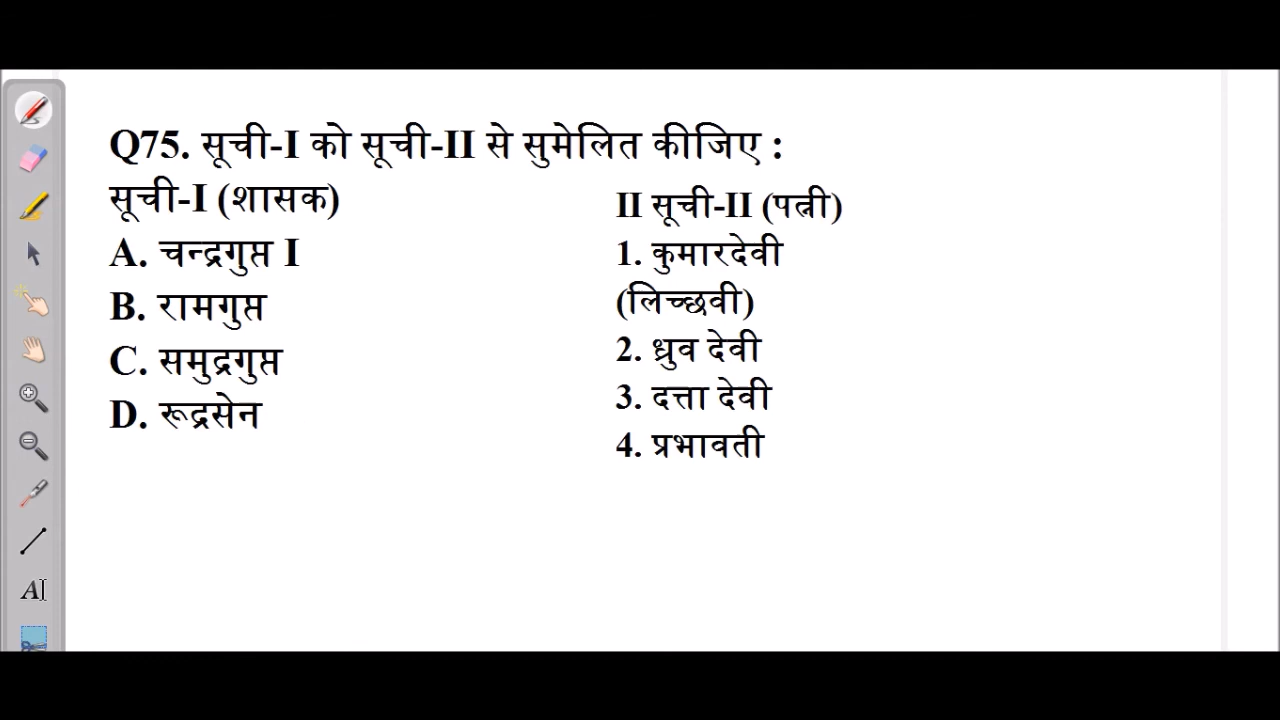 Q75. सूची-I को सूची-II से सुमेलित कीजिए :
सूची-I (शासक)
A. चन्द्रगुप्त I
B. रामगुप्त
C. समुद्रगुप्त
D. रूद्रसेन
II सूची-II (पत्नी)
1. कुमारदेवी
(लिच्छवी)
2. ध्रुव देवी
3. दत्ता देवी
4. प्रभावती